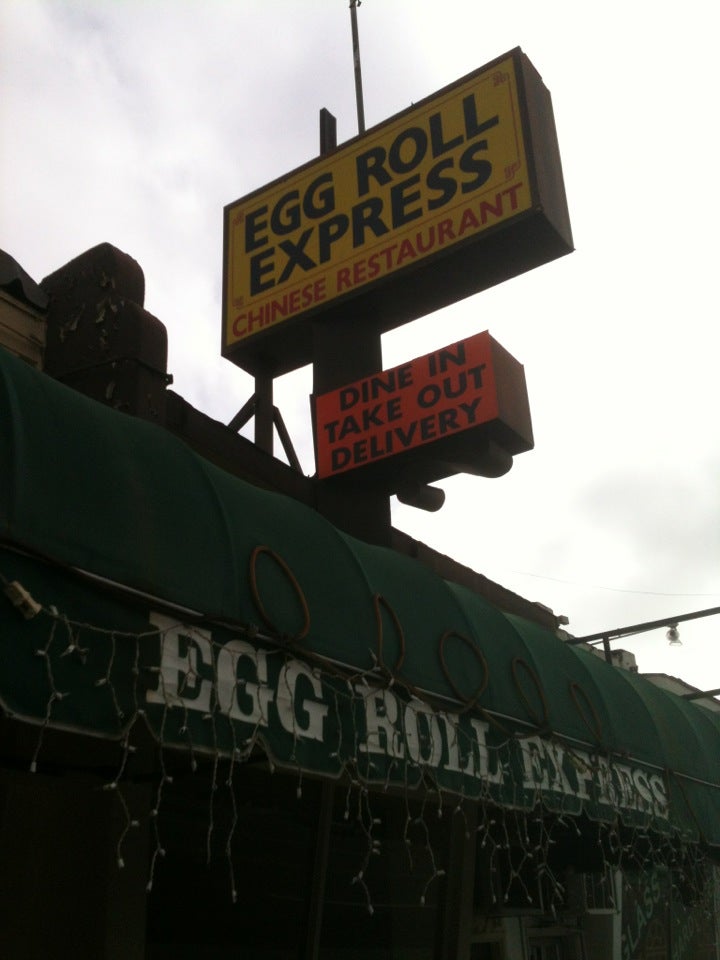 EGG ROLL
EXPRESS
CHINESE RESTAURANT
DINE IN
TAKE OUT
DELIVERY
EGG ROLL EXPRESS